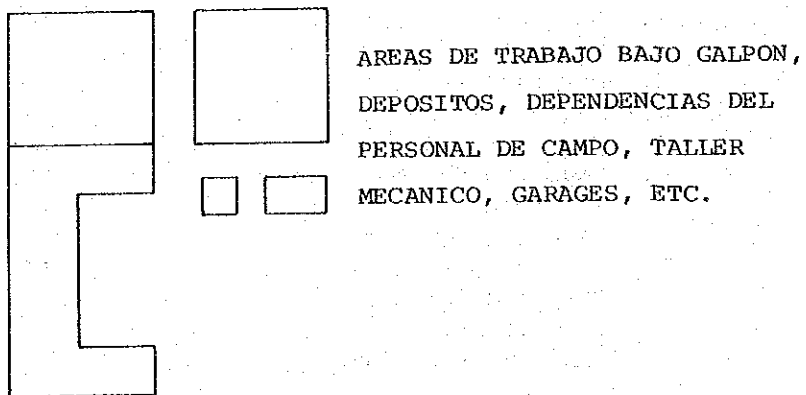 AREAS DE TRABAJO BAJO GALPON,
DEPOSITOS, DEPENDENCIAS DEL
PERSONAL DE CAMPO, TALLER
MECANICO, GARAGES, ETC.